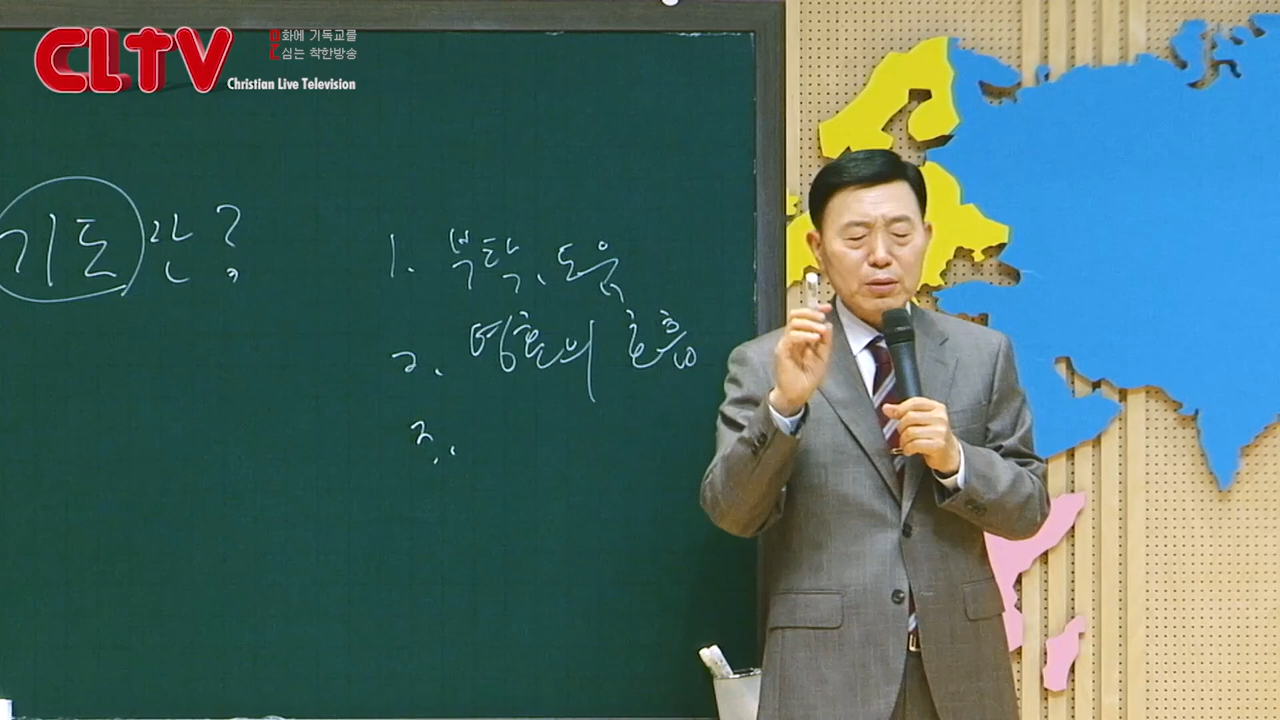 CLTV
문화에 기독교를
심는 착한방송
Christian Live Television
기도란?
1. 부탁, 도움
2. 영혼의 호흡
3.